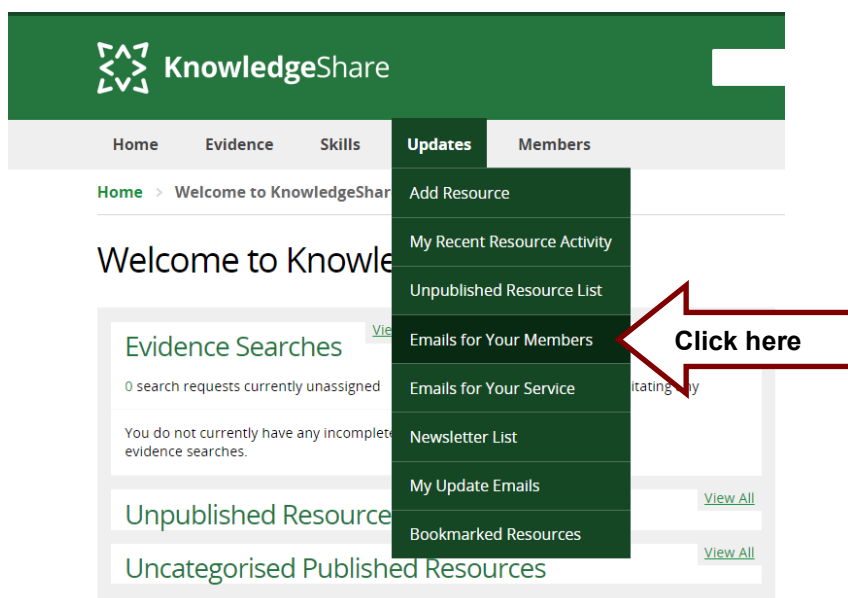 KnowledgeShare
Home Evidence Skills Updates Members
Home > Welcome to KnowledgeShar
Add Resource
My Recent Resource Activity
Unpublished Resource List
Emails for Your Members
Emails for Your Service
Newsletter List
My Update Emails
Bookmarked Resources
Welcome to Knowle
Evidence Searches
0 search requests currently unassigned
You do not currently have any incomplete
evidence searches.
Unpublished Resource
View All
Uncategorised Published Resources
View All
Click here